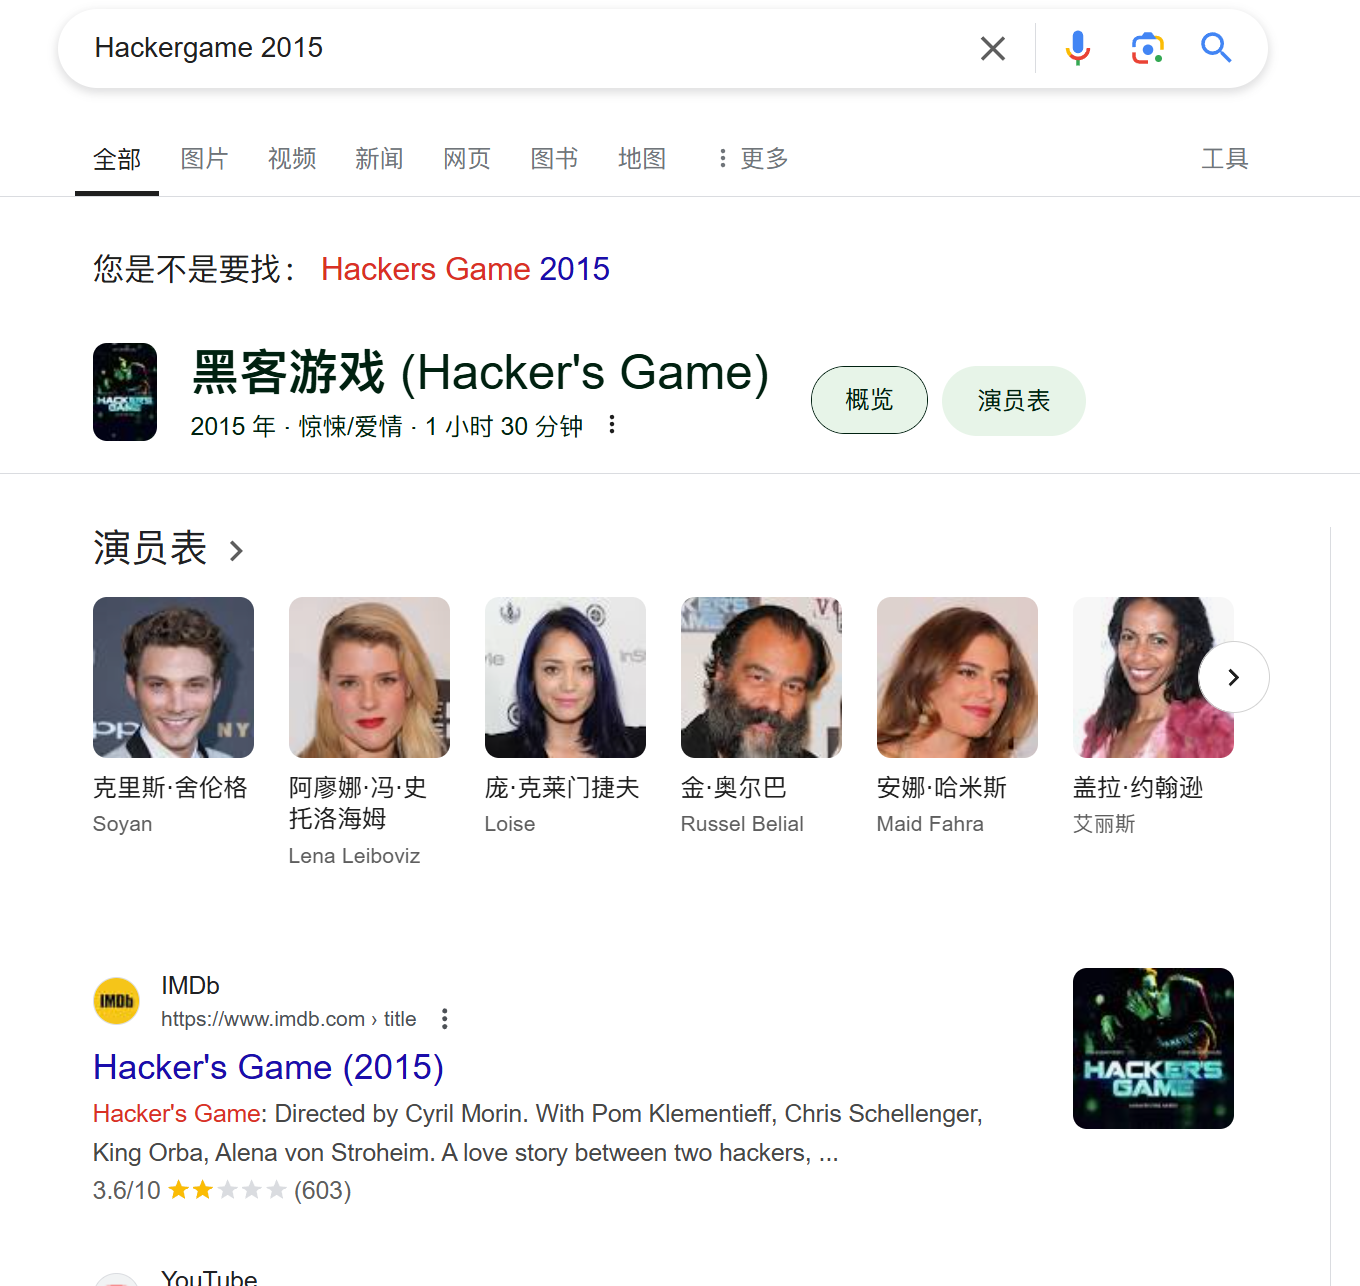 Hackergame 2015
全部 图片 视频 新闻 网页 图书 地图 更多 工具
您是不是要找： Hackers Game 2015
黑客游戏 (Hacker's Game)
2015 年 · 惊悚/爱情 · 1 小时 30 分钟
概览 演员表
演员表
克里斯·舍伦格
Soyan
阿廖娜·冯·史
托洛海姆
Lena Leiboviz
庞·克莱门捷夫
Loise
金·奥尔巴
Russel Belial
安娜·哈米斯
Maid Fahra
盖拉·约翰逊
艾丽斯
IMDb
IMDb
https://www.imdb.com › title
Hacker's Game (2015)
Hacker's Game: Directed by Cyril Morin. With Pom Klementieff, Chris Schellenger,
King Orba, Alena von Stroheim. A love story between two hackers, ...
3.6/10 (603)
HACKER'S
GAME
YouTube